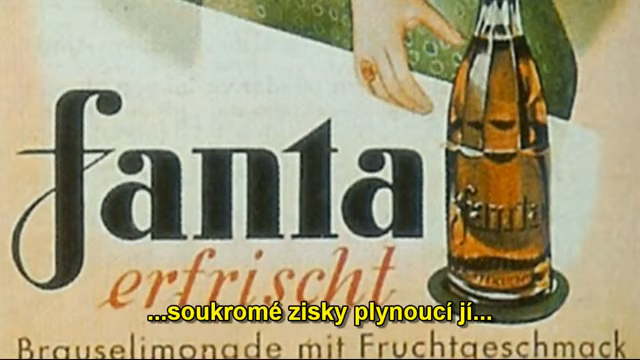 fanta
fanta
erfrischt
...soukromé zisky plynoucí jí...
Brauselimonade mit Fruchtgeschmack